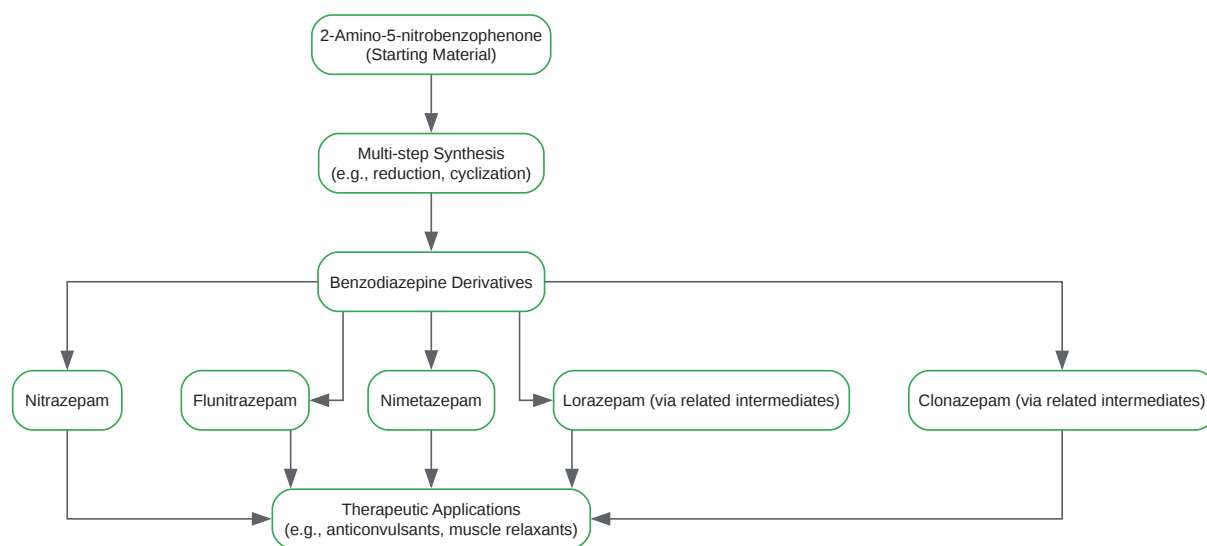 2-Amino-5-nitrobenzophenone
(Starting Material)
Multi-step Synthesis
(e.g., reduction, cyclization)
Benzodiazepine Derivatives
Nitrazepam
Flunitrazepam
Nimetazepam
Lorazepam (via related intermediates)
Clonazepam (via related intermediates)
Therapeutic Applications
(e.g., anticonvulsants, muscle relaxants)